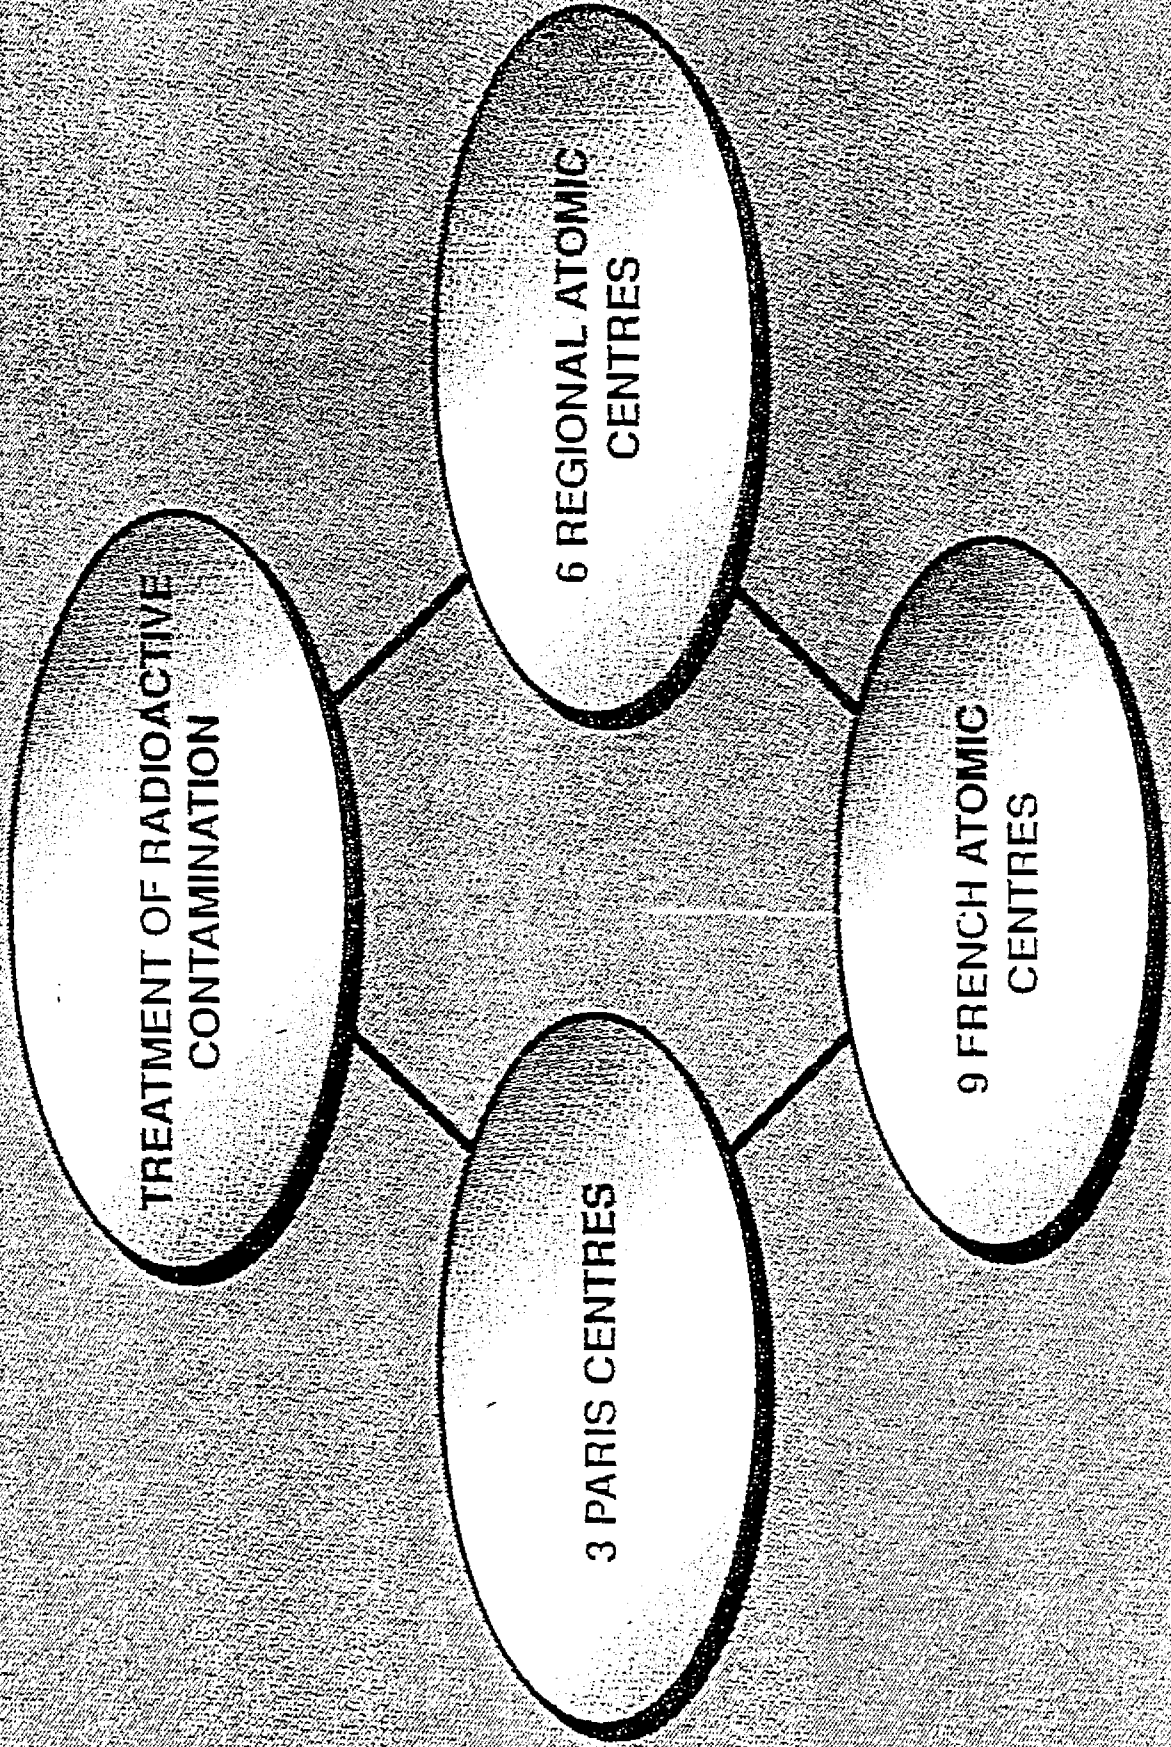 TREATMENT OF RADIOACTIVE
CONTAMINATION
3 PARIS CENTRES
6 REGIONAL ATOMIC
CENTRES
9 FRENCH ATOMIC
CENTRES